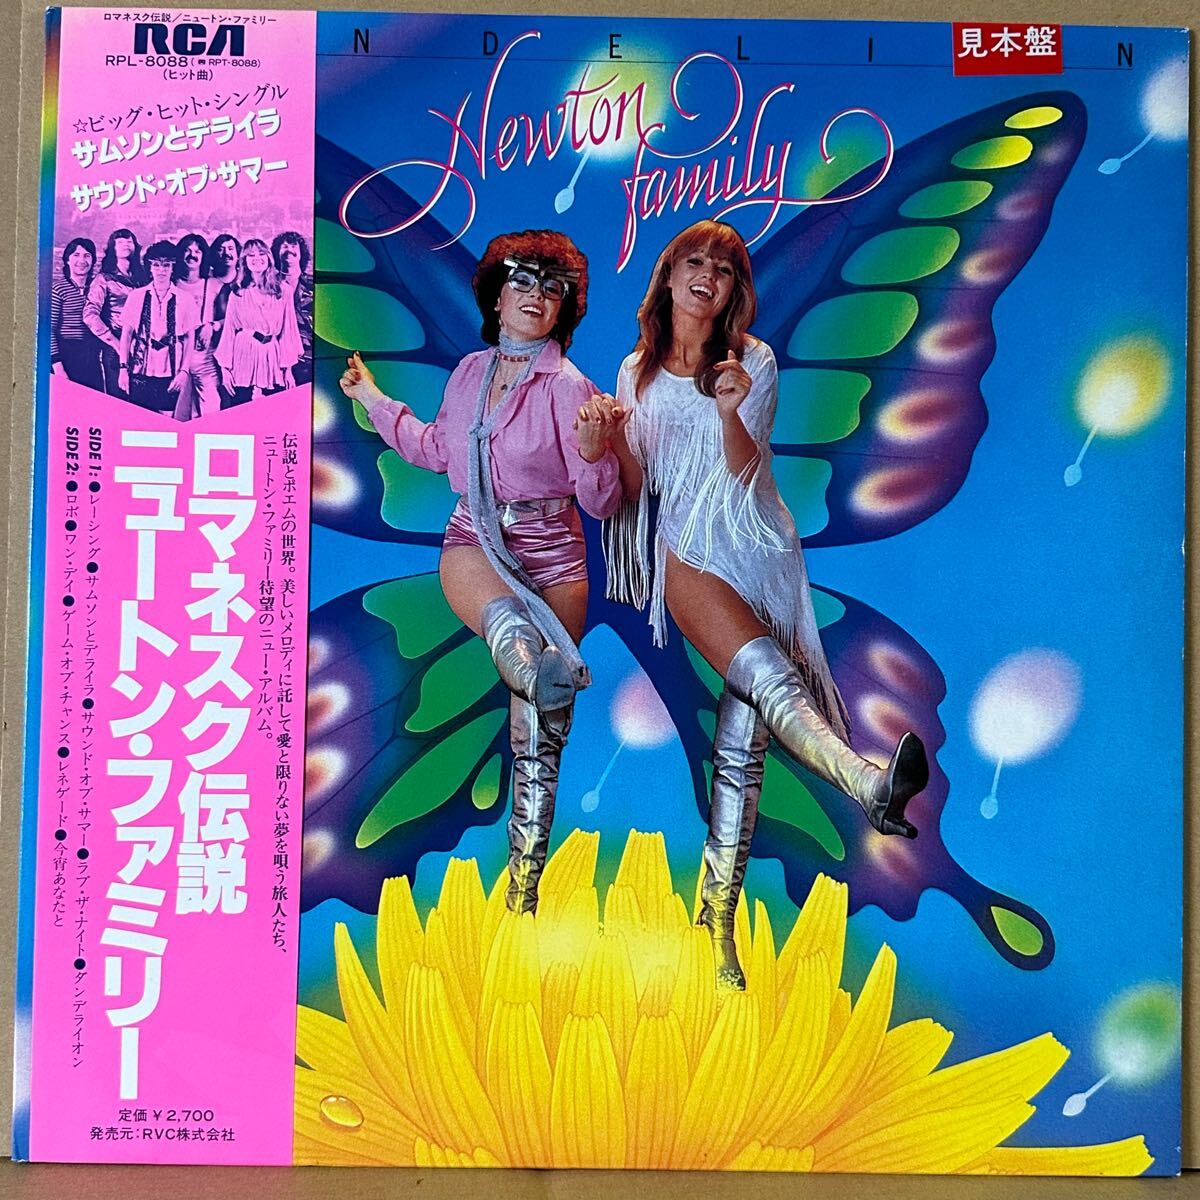 ロマネスク伝説/ニュートン・ファミリー
RCA
RPL-8088(RPT-8088)
(ヒット曲)
☆ビッグ・ヒット・シングル
サムソンとデライラ
サウンド・オブ・サマー
ロマネスク伝説
ニュートン・ファミリー
伝説とポエムの世界。美しいメロディに託して愛と限りない夢を唄う旅人たち、
ニュートン・ファミリー待望のニュー・アルバム。
SIDE 1:●レーシング●サムソンとデライラ●サウンド・オブ・サマー●ラブ・ザ・ナイト●ダンデライオン
SIDE 2:●ロボ●ワン・デイ●ゲーム・オブ・チャンス●レネゲード●今宵あなたと
定価¥2,700
発売元:RVC株式会社
NDELI N
見本盤
Newton
family